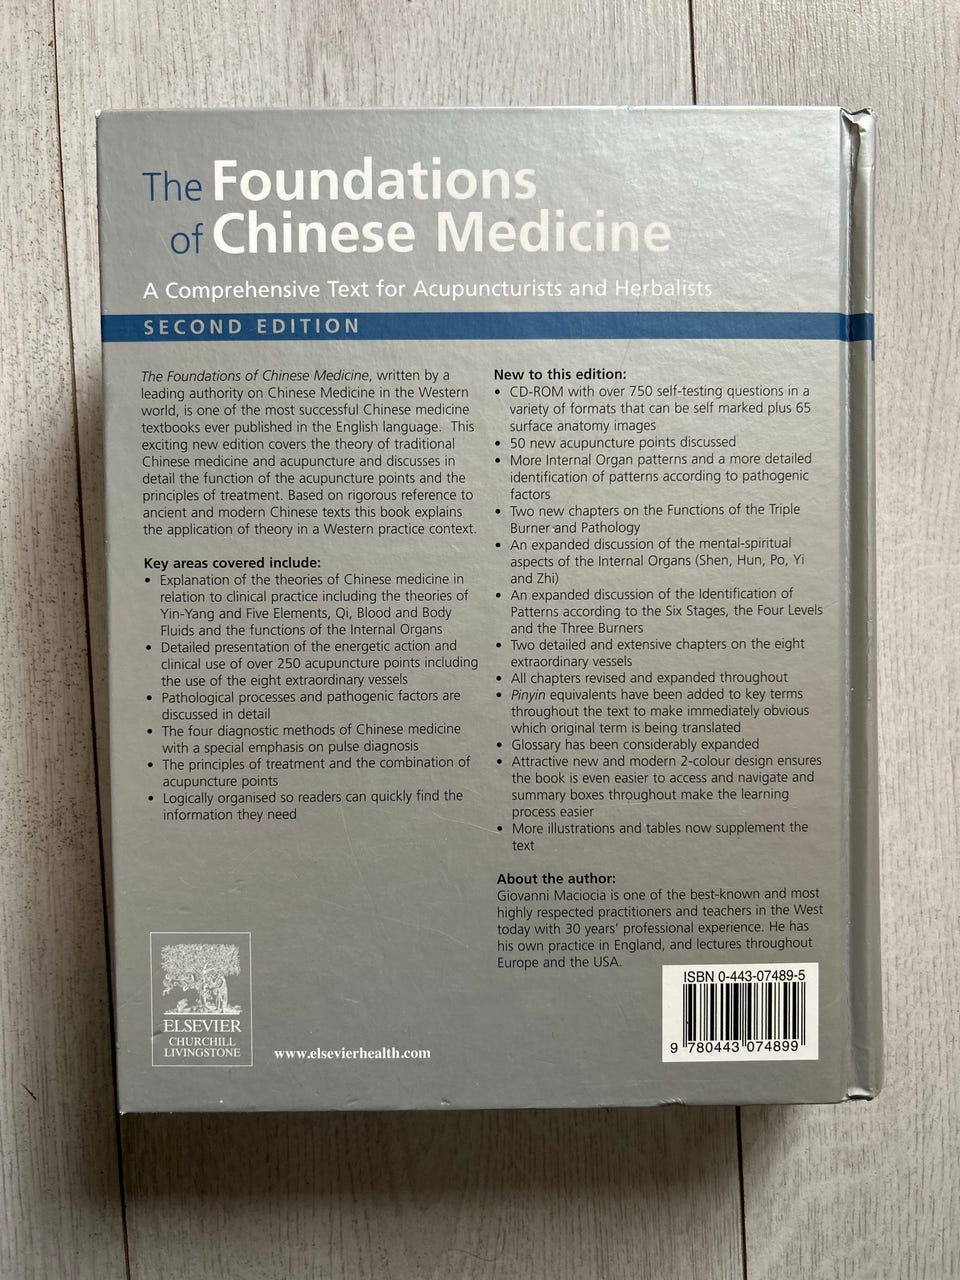 The Foundations
of Chinese Medicine
A Comprehensive Text for Acupuncturists and Herbalists
SECOND EDITION
The Foundations of Chinese Medicine, written by a
leading authority on Chinese Medicine in the Western
world, is one of the most successful Chinese medicine
textbooks ever published in the English language. This
exciting new edition covers the theory of traditional
Chinese medicine and acupuncture and discusses in
detail the function of the acupuncture points and the
principles of treatment. Based on rigorous reference to
ancient and modern Chinese texts this book explains
the application of theory in a Western practice context.
Key areas covered include:
• Explanation of the theories of Chinese medicine in
relation to clinical practice including the theories of
Yin-Yang and Five Elements, Qi, Blood and Body
Fluids and the functions of the Internal Organs
• Detailed presentation of the energetic action and
clinical use of over 250 acupuncture points including
the use of the eight extraordinary vessels
• Pathological processes and pathogenic factors are
discussed in detail
• The four diagnostic methods of Chinese medicine
with a special emphasis on pulse diagnosis
• The principles of treatment and the combination of
acupuncture points
• Logically organised so readers can quickly find the
information they need
New to this edition:
• CD-ROM with over 750 self-testing questions in a
variety of formats that can be self marked plus 65
surface anatomy images
• 50 new acupuncture points discussed
• More Internal Organ patterns and a more detailed
identification of patterns according to pathogenic
factors
• Two new chapters on the Functions of the Triple
Burner and Pathology
• An expanded discussion of the mental-spiritual
aspects of the Internal Organs (Shen, Hun, Po, Yi
and Zhi)
• An expanded discussion of the Identification of
Patterns according to the Six Stages, the Four Levels
and the Three Burners
• Two detailed and extensive chapters on the eight
extraordinary vessels
• All chapters revised and expanded throughout
• Pinyin equivalents have been added to key terms
throughout the text to make immediately obvious
which original term is being translated
• Glossary has been considerably expanded
• Attractive new and modern 2-colour design ensures
the book is even easier to access and navigate and
summary boxes throughout make the learning
process easier
• More illustrations and tables now supplement the
text
About the author:
Giovanni Maciocia is one of the best-known and most
highly respected practitioners and teachers in the West
today with 30 years' professional experience. He has
his own practice in England, and lectures throughout
Europe and the USA.
ELSEVIER
CHURCHILL
LIVINGSTONE
www.elsevierhealth.com
ISBN 0-443-07489-5
9 780443 074899